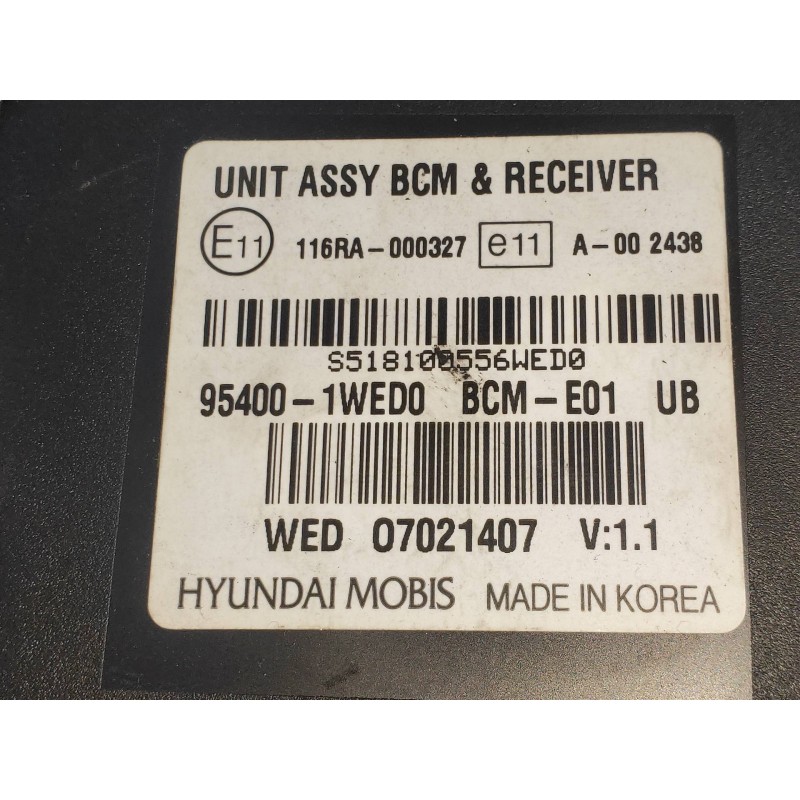 UNIT ASSY BCM & RECEIVER
E11 116RA-000327 e11 A-00 2438
S518100556WED0
95400-1WED0 BCM-E01 UB
WED 07021407 V:1.1
HYUNDAI MOBIS MADE IN KOREA